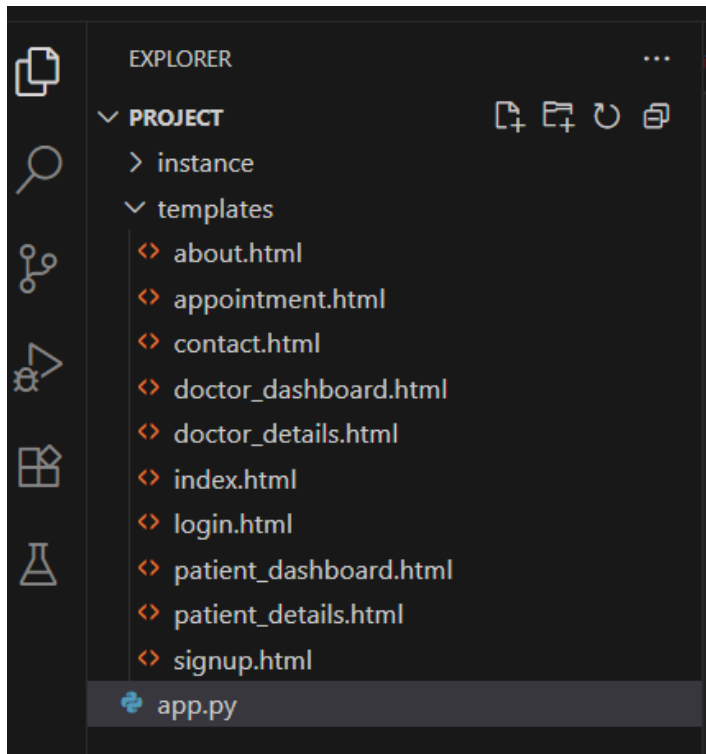 EXPLORER
PROJECT
instance
templates
about.html
appointment.html
contact.html
doctor_dashboard.html
doctor_details.html
index.html
login.html
patient_dashboard.html
patient_details.html
signup.html
app.py